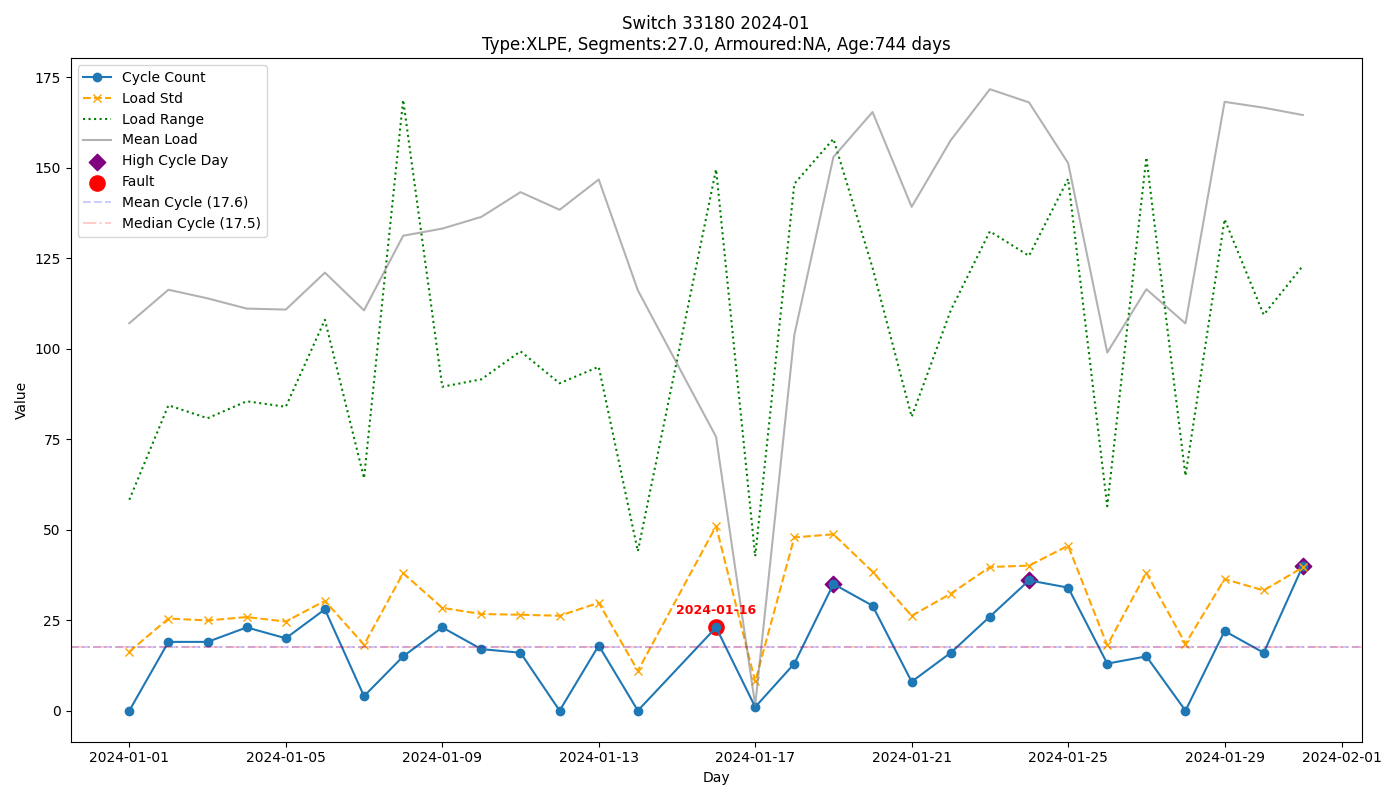 Switch 33180 2024-01
Type:XLPE, Segments:27.0, Armoured:NA, Age:744 days
Cycle Count
Load Std
Load Range
Mean Load
High Cycle Day
Fault
Mean Cycle (17.6)
Median Cycle (17.5)
175
150
125
100
75
50
25
0
Value
2024-01-16
2024-01-01
2024-01-05
2024-01-09
2024-01-13
2024-01-17
2024-01-21
2024-01-25
2024-01-29
2024-02-01
Day